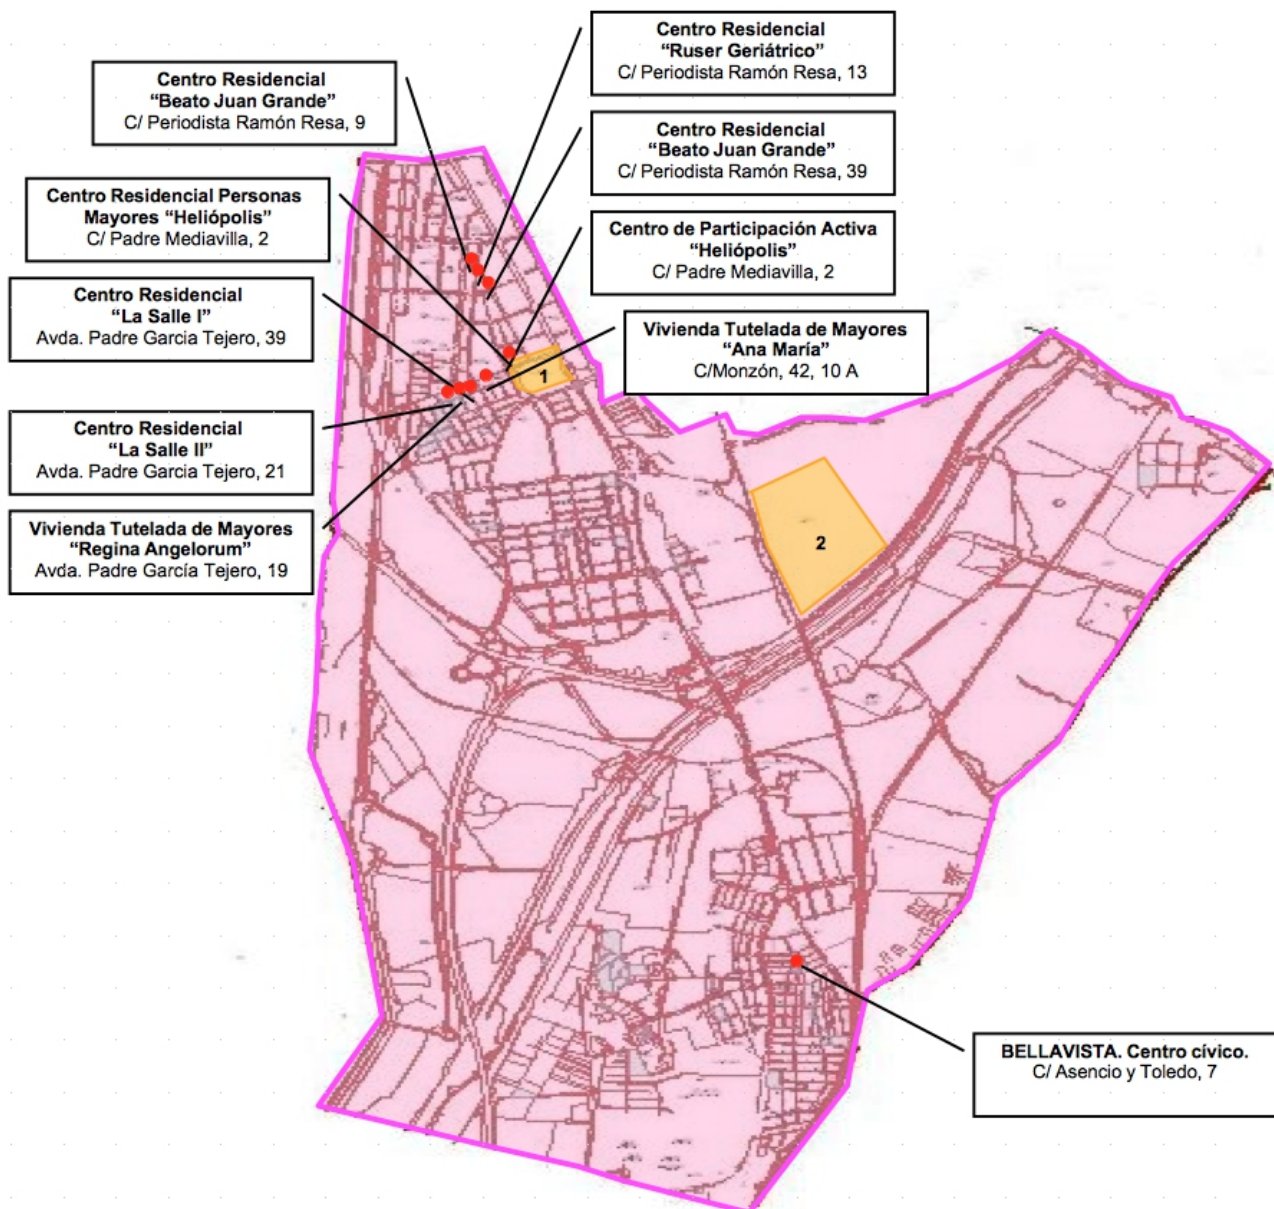 Centro Residencial
“Ruser Geriátrico”
C/ Periodista Ramón Resa, 13
Centro Residencial
“Beato Juan Grande”
C/ Periodista Ramón Resa, 9
Centro Residencial
“Beato Juan Grande”
C/ Periodista Ramón Resa, 39
Centro Residencial Personas
Mayores “Heliópolis”
C/ Padre Mediavilla, 2
Centro de Participación Activa
“Heliópolis”
C/ Padre Mediavilla, 2
Centro Residencial
“La Salle I”
Avda. Padre Garcia Tejero, 39
Vivienda Tutelada de Mayores
“Ana María”
C/Monzón, 42, 10 A
1
Centro Residencial
“La Salle II”
Avda. Padre Garcia Tejero, 21
Vivienda Tutelada de Mayores
“Regina Angelorum”
Avda. Padre García Tejero, 19
2
BELLAVISTA. Centro cívico.
C/ Asencio y Toledo, 7